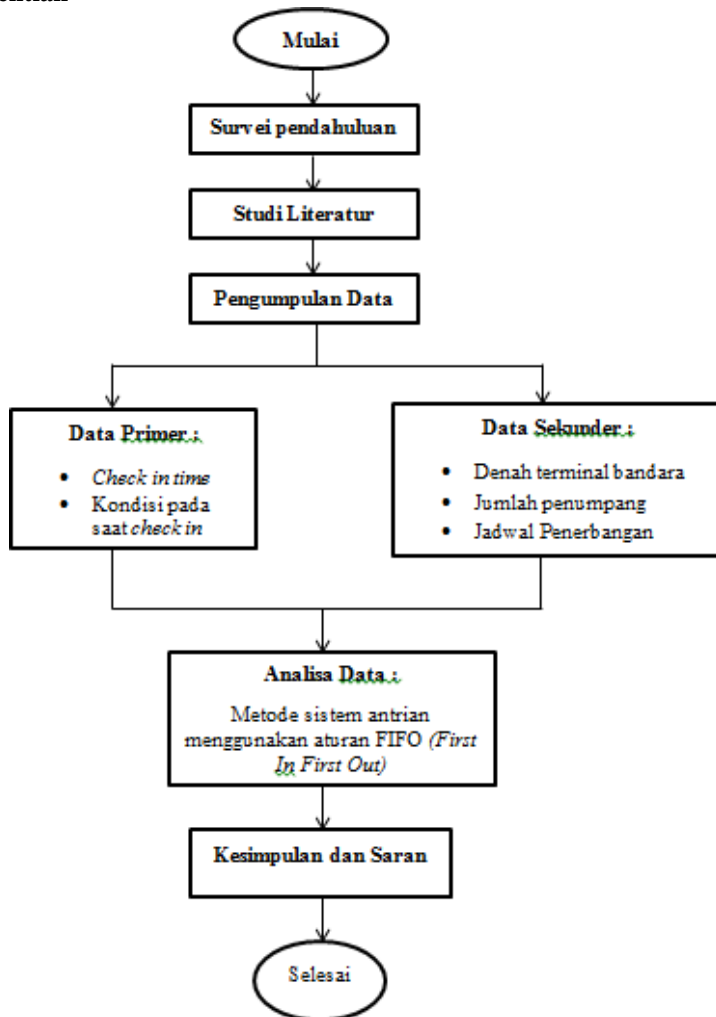 Mulai
Survei pendahuluan
Studi Literatur
Pengumpulan Data
Data Primer :
• Check in time
• Kondisi pada
saat check in
Data Sekunder :
• Denah terminal bandara
• Jumlah penumpang
• Jadwal Penerbangan
Analisa Data :
Metode sistem antrian
menggunakan aturan FIFO (First
In First Out)
Kesimpulan dan Saran
Selesai